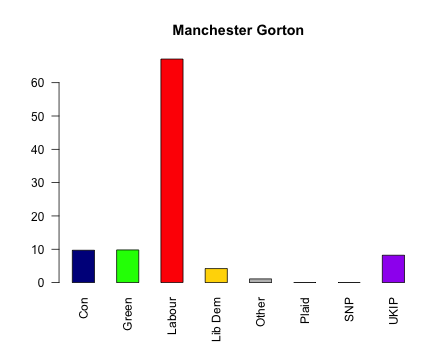 Manchester Gorton
60
50
40
30
20
10
0
Con
Green
Labour
Lib Dem
Other
Plaid
SNP
UKIP